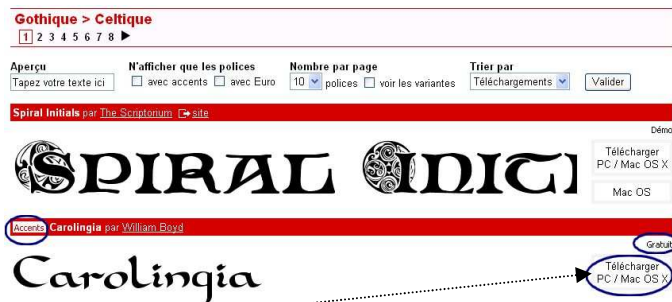 Gothique > Celtique
1 2 3 4 5 6 7 8
Aperçu N'afficher que les polices Nombre par page Trier par
Tapez votre texte ici avec accents avec Euro 10 polices voir les variantes Téléchargements Valider
Spiral Initials par The Scriptorium site
Démo
SPIRAL INITI
Télécharger
PC / Mac OS X
Mac OS
Accents Carolingia par William Boyd
Gratuit
Carolingia
Télécharger
PC / Mac OS X